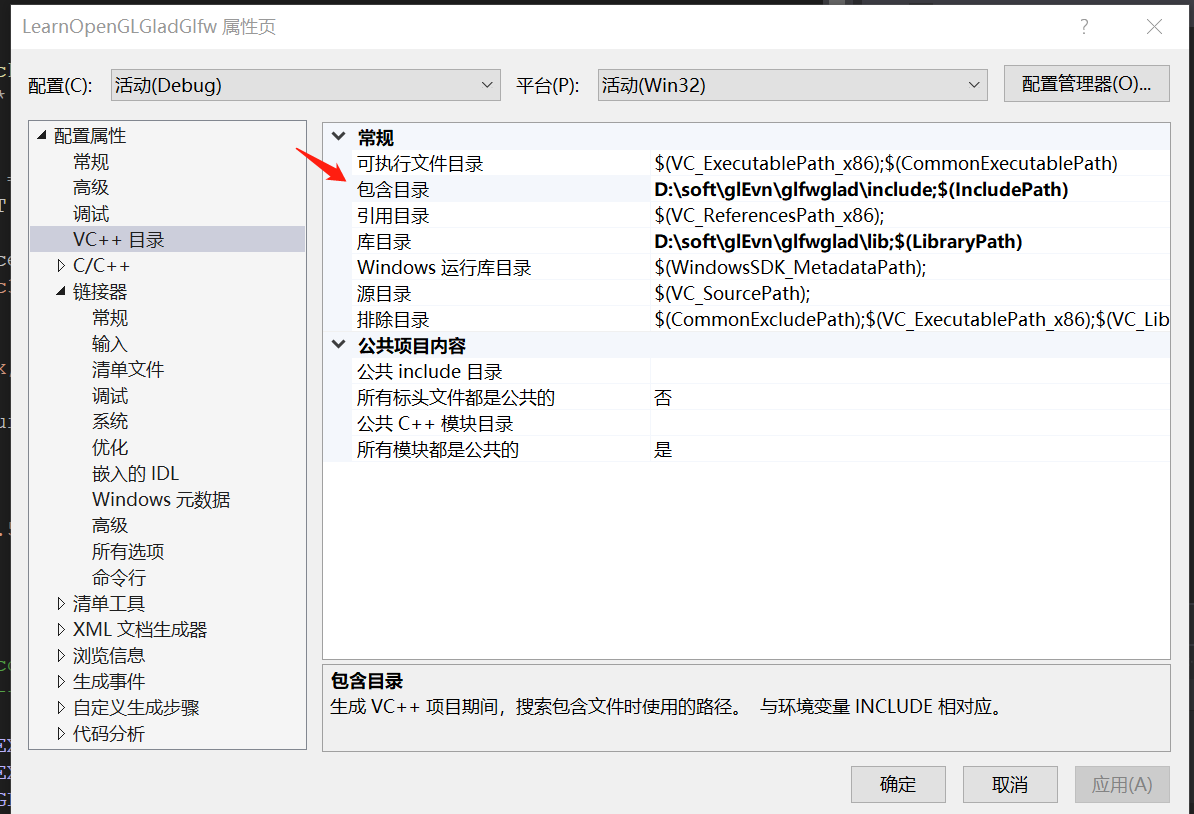 LearnOpenGLGladGlfw 属性页
配置(C): 活动(Debug) 平台(P): 活动(Win32) 配置管理器(O)...
配置属性
常规
高级
调试
VC++ 目录
C/C++
链接器
常规
输入
清单文件
调试
系统
优化
嵌入的 IDL
Windows 元数据
高级
所有选项
命令行
清单工具
XML 文档生成器
浏览信息
生成事件
自定义生成步骤
代码分析
常规
可执行文件目录 $(VC_ExecutablePath_x86);$(CommonExecutablePath)
包含目录 D:\soft\glEvn\glfwglad\include;$(IncludePath)
引用目录 $(VC_ReferencesPath_x86);
库目录 D:\soft\glEvn\glfwglad\lib;$(LibraryPath)
Windows 运行库目录 $(WindowsSDK_MetadataPath);
源目录 $(VC_SourcePath);
排除目录 $(CommonExcludePath);$(VC_ExecutablePath_x86);$(VC_Lib
公共项目内容
公共 include 目录
所有标头文件都是公共的 否
公共 C++ 模块目录
所有模块都是公共的 是
包含目录
生成 VC++ 项目期间，搜索包含文件时使用的路径。 与环境变量 INCLUDE 相对应。
确定 取消 应用(A)